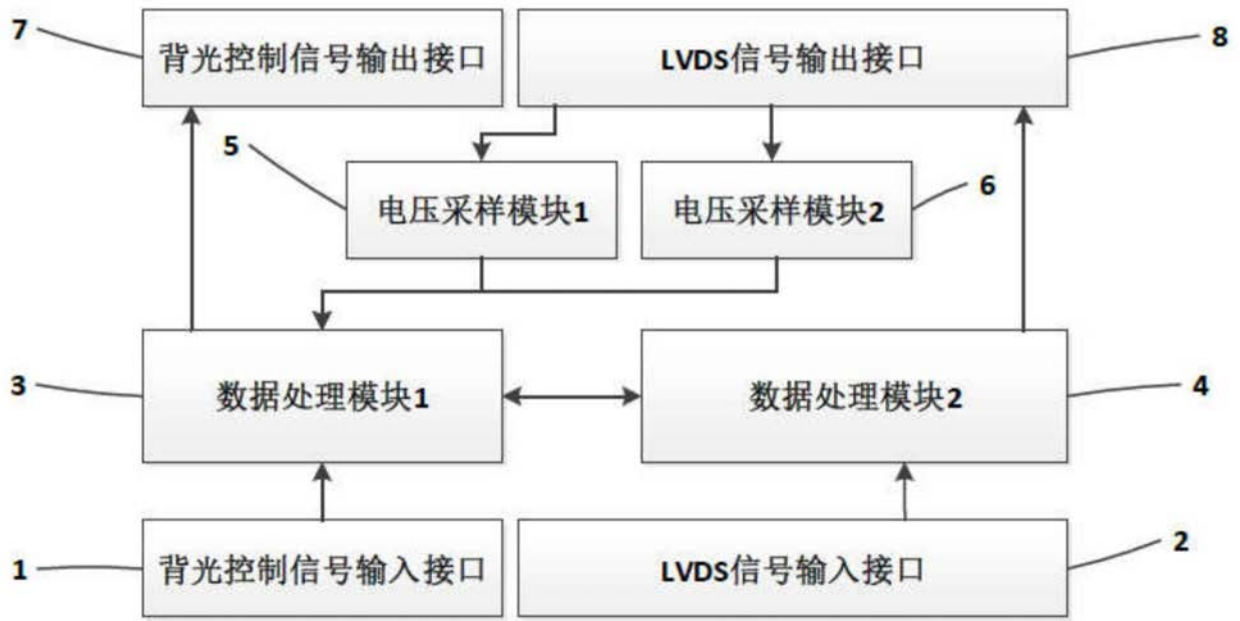 7
背光控制信号输出接口
LVDS信号输出接口
8
5
电压采样模块1
电压采样模块2
6
3
数据处理模块1
数据处理模块2
4
1
背光控制信号输入接口
LVDS信号输入接口
2